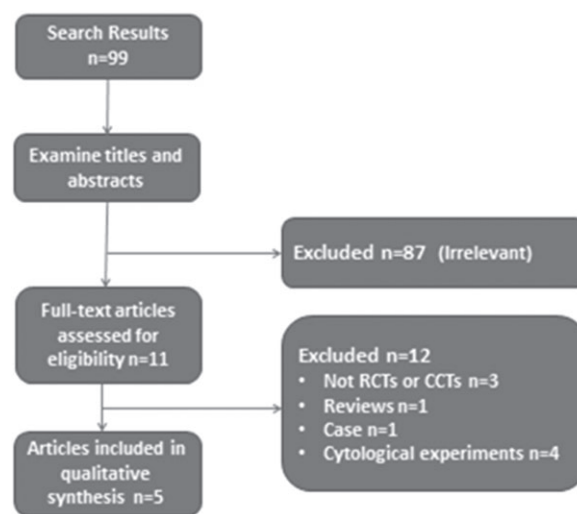 Search Results
n=99
Examine titles and
abstracts
Excluded n=87 (Irrelevant)
Full-text articles
assessed for
eligibility n=11
Excluded n=12
• Not RCTs or CCTs n=3
• Reviews n=1
• Case n=1
• Cytological experiments n=4
Articles included in
qualitative
synthesis n=5